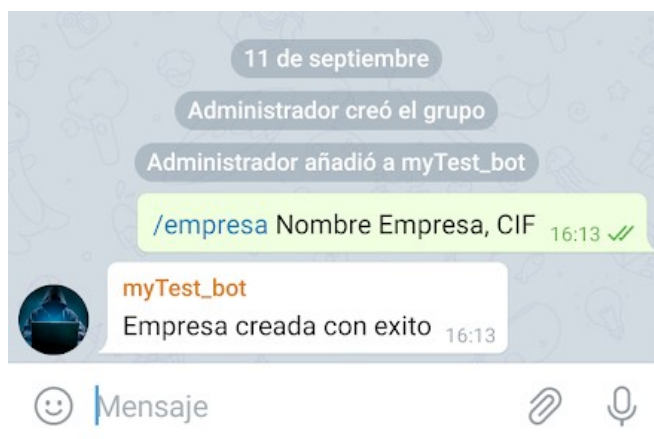 11 de septiembre
Administrador creó el grupo
Administrador añadió a myTest_bot
/empresa Nombre Empresa, CIF 16:13
myTest_bot
Empresa creada con exito 16:13
Mensaje